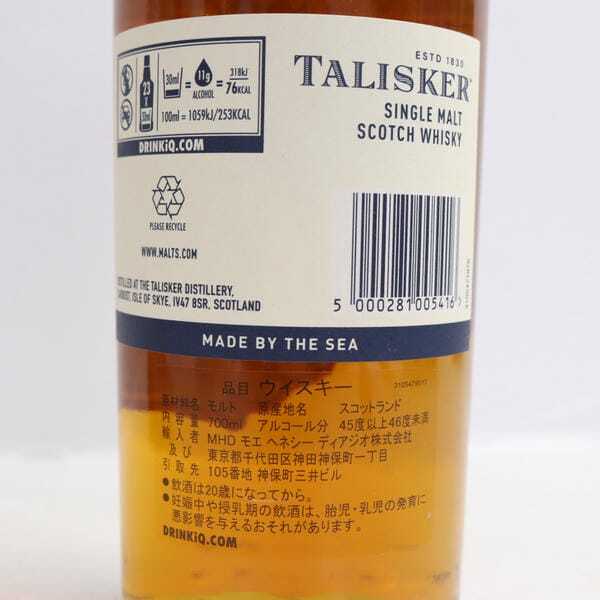 30ml = 11g ALCOHOL = 318kJ 76KCAL
23 X 30ml
100ml = 1059kJ/253KCAL
DRINKiQ.COM
ESTD 1830
TALISKER
SINGLE MALT
SCOTCH WHISKY
PLEASE RECYCLE
WWW.MALTS.COM
AT THE TALISKER DISTILLERY,
ISLE OF SKYE, IV47 8SR, SCOTLAND
5 000281 005416
MADE BY THE SEA
品目 ウイスキー
原材料名 モルト 原産地名 スコットランド
内容量 700ml アルコール分 45度以上46度未満
輸入者 MHD モエ ヘネシー ディアジオ株式会社
及び 東京都千代田区神田神保町一丁目
引取先 105番地 神保町三井ビル
●飲酒は20歳になってから。
●妊娠中や授乳期の飲酒は、胎児・乳児の発育に
悪影響を与えるおそれがあります。
DRINKiQ.COM